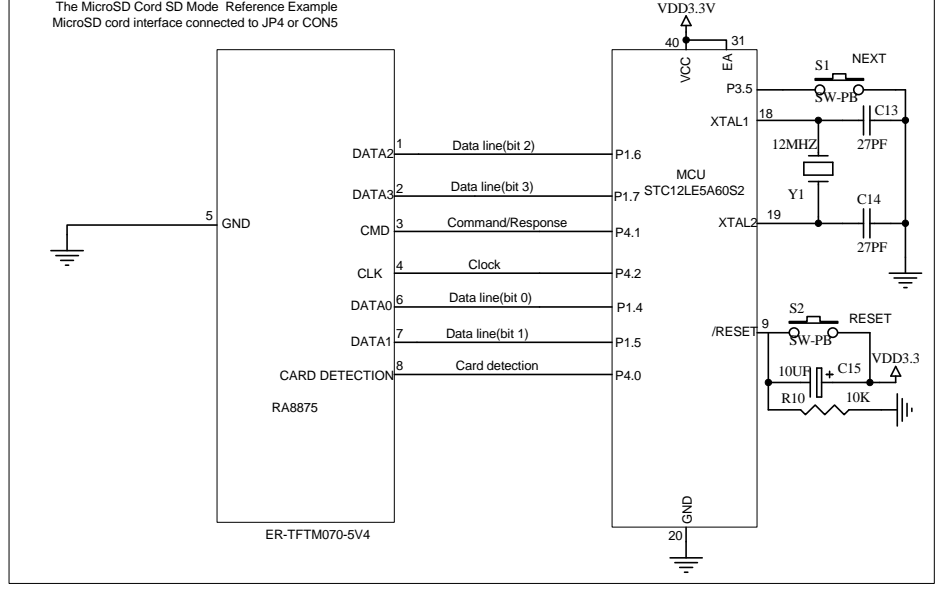 The MicroSD Cord SD Mode Reference Example
MicroSD cord interface connected to JP4 or CON5
VDD3.3V
40
31
VCC
EA
S1
NEXT
P3.5
SW-PB
XTAL1
18
C13
27PF
12MHZ
Y1
MCU
STC12LE5A60S2
XTAL2
19
C14
27PF
DATA2
1
Data line(bit 2)
P1.6
DATA3
2
Data line(bit 3)
P1.7
5
GND
CMD
3
Command/Response
P4.1
CLK
4
Clock
P4.2
DATA0
6
Data line(bit 0)
P1.4
DATA1
7
Data line(bit 1)
P1.5
CARD DETECTION
8
Card detection
P4.0
RA8875
ER-TFTM070-5V4
/RESET
9
S2
RESET
SW-PB
VDD3.3
10UF
+
C15
R10
10K
GND
20